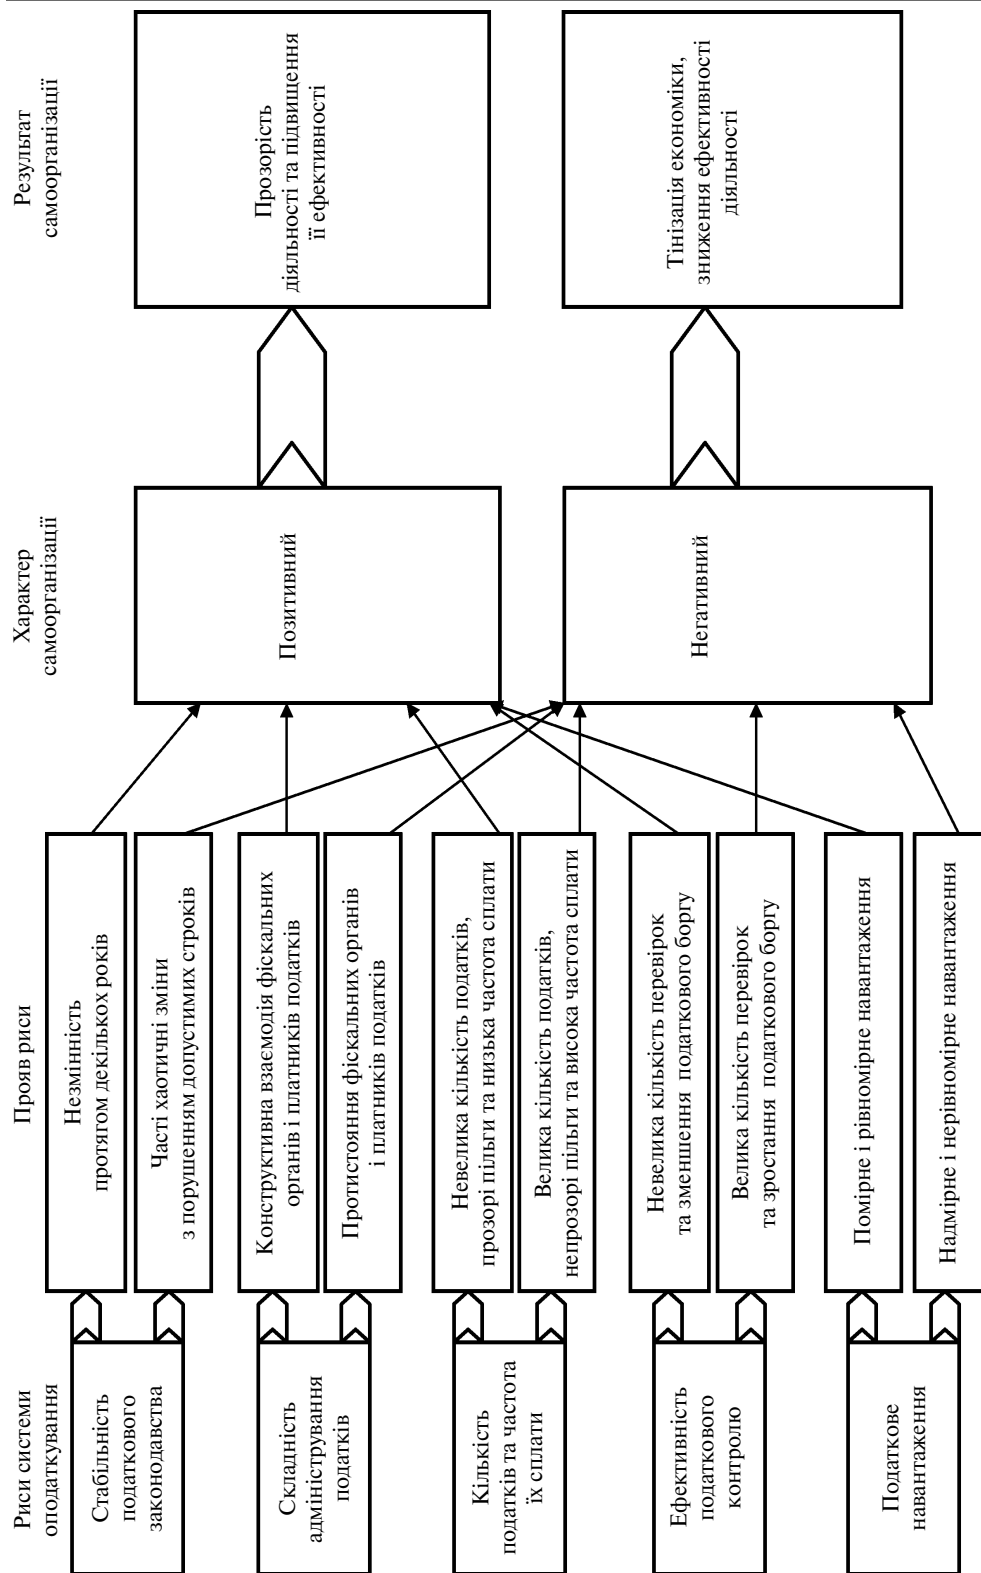 Риси системи
оподаткування
Прояв риси
Характер
самоорганізації
Результат
самоорганізації
Стабільність
податкового
законодавства
Незмінність
протягом декількох років
Часті хаотичні зміни
з порушенням допустимих строків
Складність
адміністрування
податків
Конструктивна взаємодія фіскальних
органів і платників податків
Протистояння фіскальних органів
і платників податків
Кількість
податків та частота
їх сплати
Невелика кількість податків,
прозорі пільги та низька частота сплати
Велика кількість податків,
непрозорі пільги та висока частота сплати
Ефективність
податкового
контролю
Невелика кількість перевірок
та зменшення податкового боргу
Велика кількість перевірок
та зростання податкового боргу
Податкове
навантаження
Помірне і рівномірне навантаження
Надмірне і нерівномірне навантаження
Позитивний
Негативний
Прозорість
діяльності та підвищення
її ефективності
Тінізація економіки,
зниження ефективності
діяльності